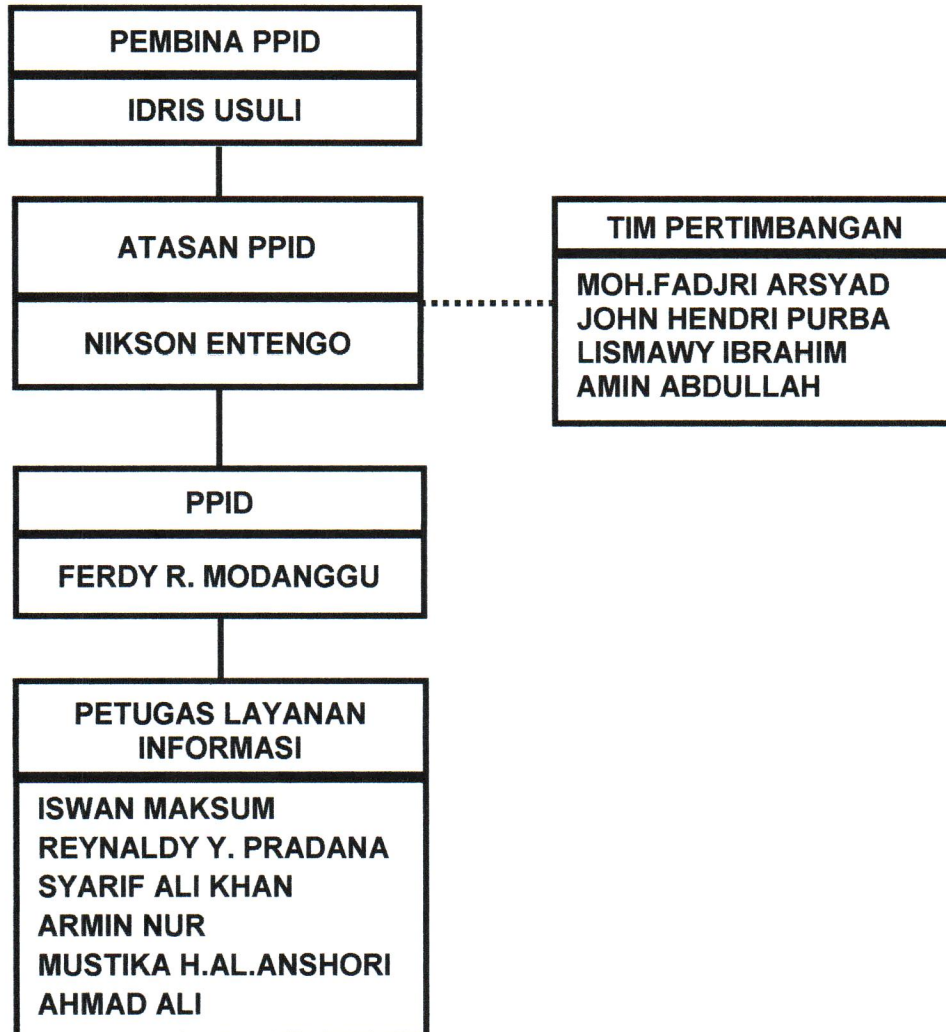 PEMBINA PPID
IDRIS USULI
ATASAN PPID
NIKSON ENTENGO
TIM PERTIMBANGAN
MOH.FADJRI ARSYAD
JOHN HENDRI PURBA
LISMAWY IBRAHIM
AMIN ABDULLAH
PPID
FERDY R. MODANGGU
PETUGAS LAYANAN
INFORMASI
ISWAN MAKSUM
REYNALDY Y. PRADANA
SYARIF ALI KHAN
ARMIN NUR
MUSTIKA H.AL.ANSHORI
AHMAD ALI